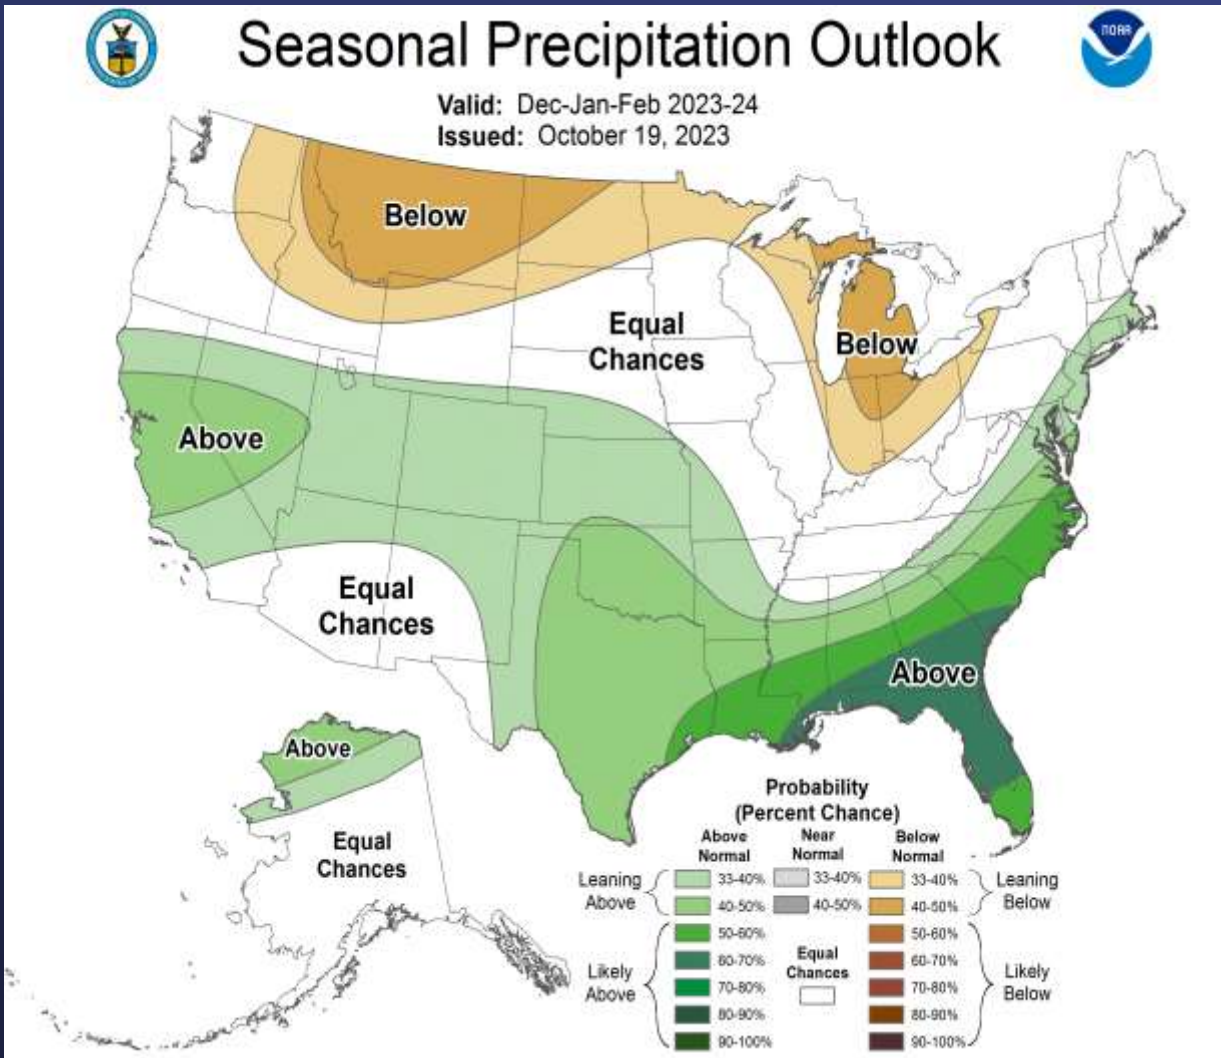 NOAA
Seasonal Precipitation Outlook
Valid: Dec-Jan-Feb 2023-24
Issued: October 19, 2023
Below
Equal
Chances
Below
Above
Equal
Chances
Above
Above
Equal
Chances
Probability
(Percent Chance)
Above
Normal
Near
Normal
Below
Normal
Leaning
Above
33-40%
33-40%
33-40%
Leaning
Below
40-50%
40-50%
40-50%
Likely
Above
50-60%
60-70%
70-80%
80-90%
90-100%
Equal
Chances
50-60%
60-70%
70-80%
80-90%
90-100%
Likely
Below